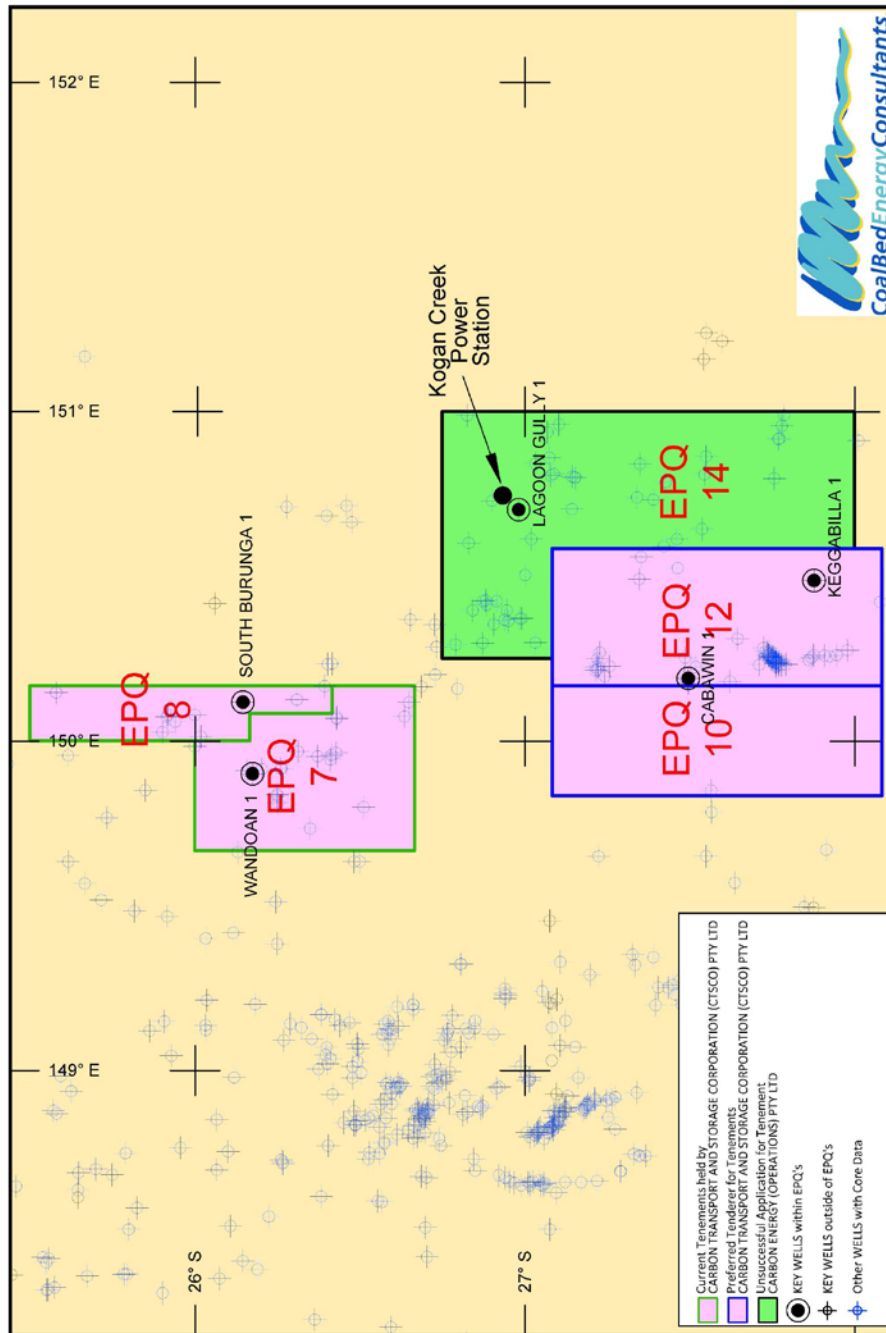 152° E
151° E
150° E
149° E
26° S
27° S
Kogan Creek
Power
Station
LAGOON GULLY 1
SOUTH BURUNGA 1
WANDOAN 1
CABAWIN 1
KEGGABILLA 1
EPQ
8
EPQ
7
EPQ
10
EPQ
12
EPQ
14
Current Tenements held by
CARBON TRANSPORT AND STORAGE CORPORATION (CTSCO) PTY LTD
Preferred Tenderer for Tenements
CARBON TRANSPORT AND STORAGE CORPORATION (CTSCO) PTY LTD
Unsuccessful Application for Tenement
CARBON ENERGY (OPERATIONS) PTY LTD
KEY WELLS within EPQ's
KEY WELLS outside of EPQ's
Other WELLS with Core Data
CoalBedEnergyConsultants